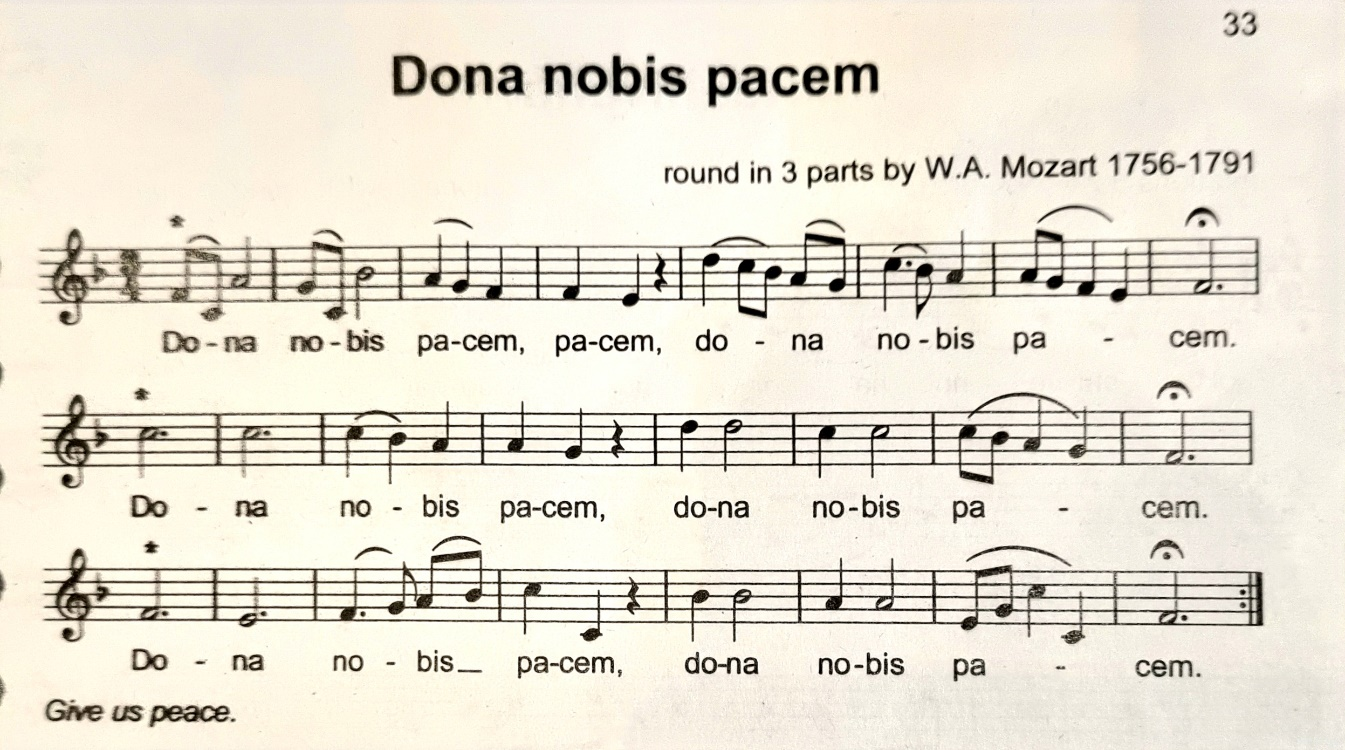 33
Dona nobis pacem
round in 3 parts by W.A. Mozart 1756-1791
*
Do - na no - bis pa-cem, pa-cem, do - na no - bis pa - cem.
*
Do - na no - bis pa-cem, do-na no-bis pa - cem.
*
Do - na no - bis__ pa-cem, do-na no-bis pa - cem.
Give us peace.